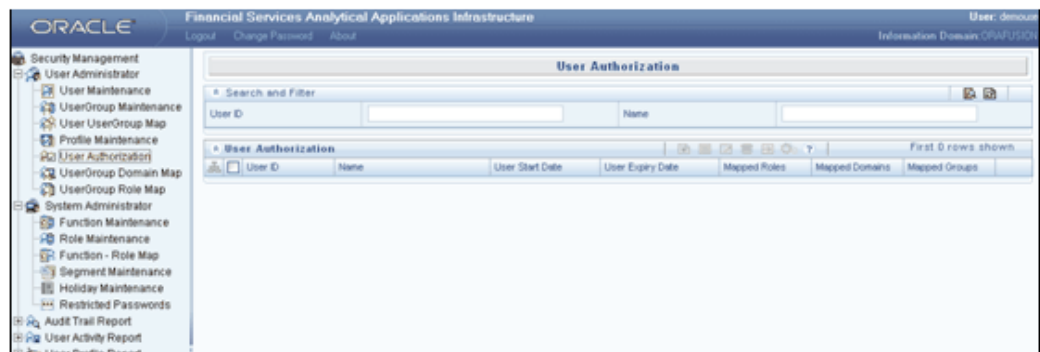 ORACLE
Financial Services Analytical Applications Infrastructure
User: demouse
Logout Change Password About
Information Domain:ORAFUSION
Security Management
User Administrator
User Maintenance
UserGroup Maintenance
User UserGroup Map
Profile Maintenance
User Authorization
UserGroup Domain Map
UserGroup Role Map
System Administrator
Function Maintenance
Role Maintenance
Function - Role Map
Segment Maintenance
Holiday Maintenance
Restricted Passwords
Audit Trail Report
User Activity Report
User Profile Report
User Authorization
Search and Filter
User ID
Name
User Authorization
First 0 rows shown
User ID Name User Start Date User Expiry Date Mapped Roles Mapped Domains Mapped Groups